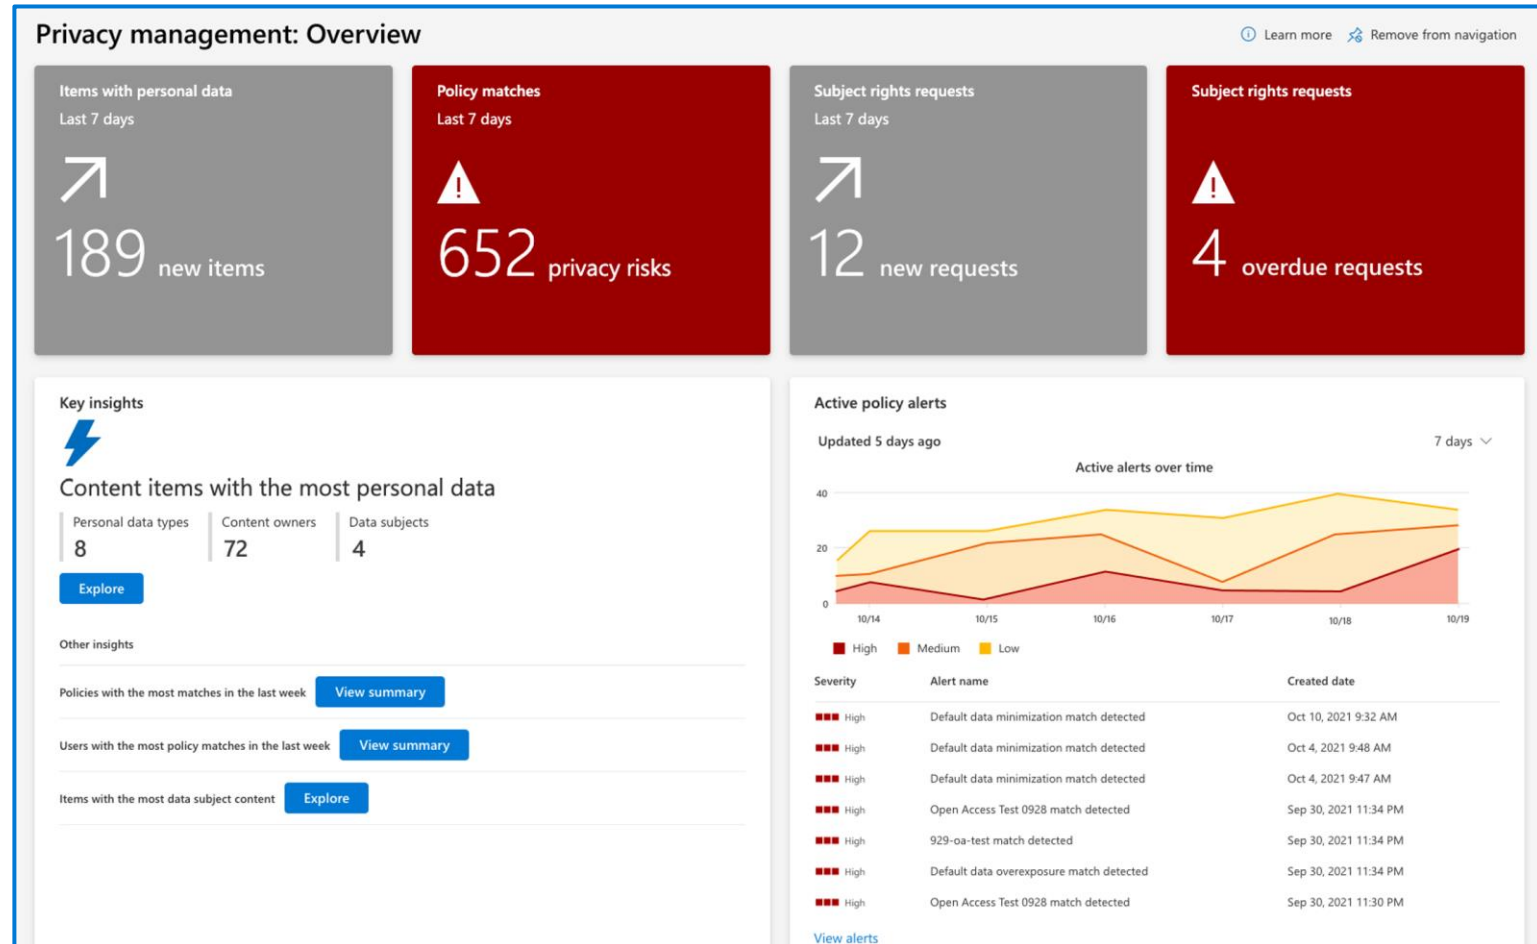 Privacy management: Overview
Learn more
Remove from navigation
Items with personal data
Last 7 days
189 new items
Policy matches
Last 7 days
652 privacy risks
Subject rights requests
Last 7 days
12 new requests
Subject rights requests
4 overdue requests
Key insights
Content items with the most personal data
Personal data types
8
Content owners
72
Data subjects
4
Explore
Other insights
Policies with the most matches in the last week View summary
Users with the most policy matches in the last week View summary
Items with the most data subject content Explore
Active policy alerts
Updated 5 days ago 7 days
Active alerts over time
40
20
0
10/14 10/15 10/16 10/17 10/18 10/19
High Medium Low
Severity Alert name Created date
High Default data minimization match detected Oct 10, 2021 9:32 AM
High Default data minimization match detected Oct 4, 2021 9:48 AM
High Default data minimization match detected Oct 4, 2021 9:47 AM
High Open Access Test 0928 match detected Sep 30, 2021 11:34 PM
High 929-oa-test match detected Sep 30, 2021 11:34 PM
High Default data overexposure match detected Sep 30, 2021 11:34 PM
High Open Access Test 0928 match detected Sep 30, 2021 11:30 PM
View alerts